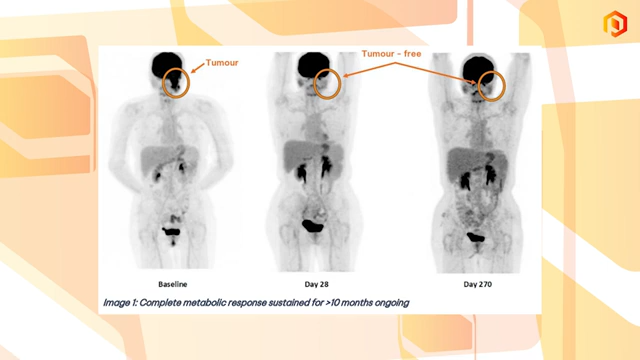 Tumour
Tumour - free
Baseline
Day 28
Day 270
Image 1: Complete metabolic response sustained for >10 months ongoing